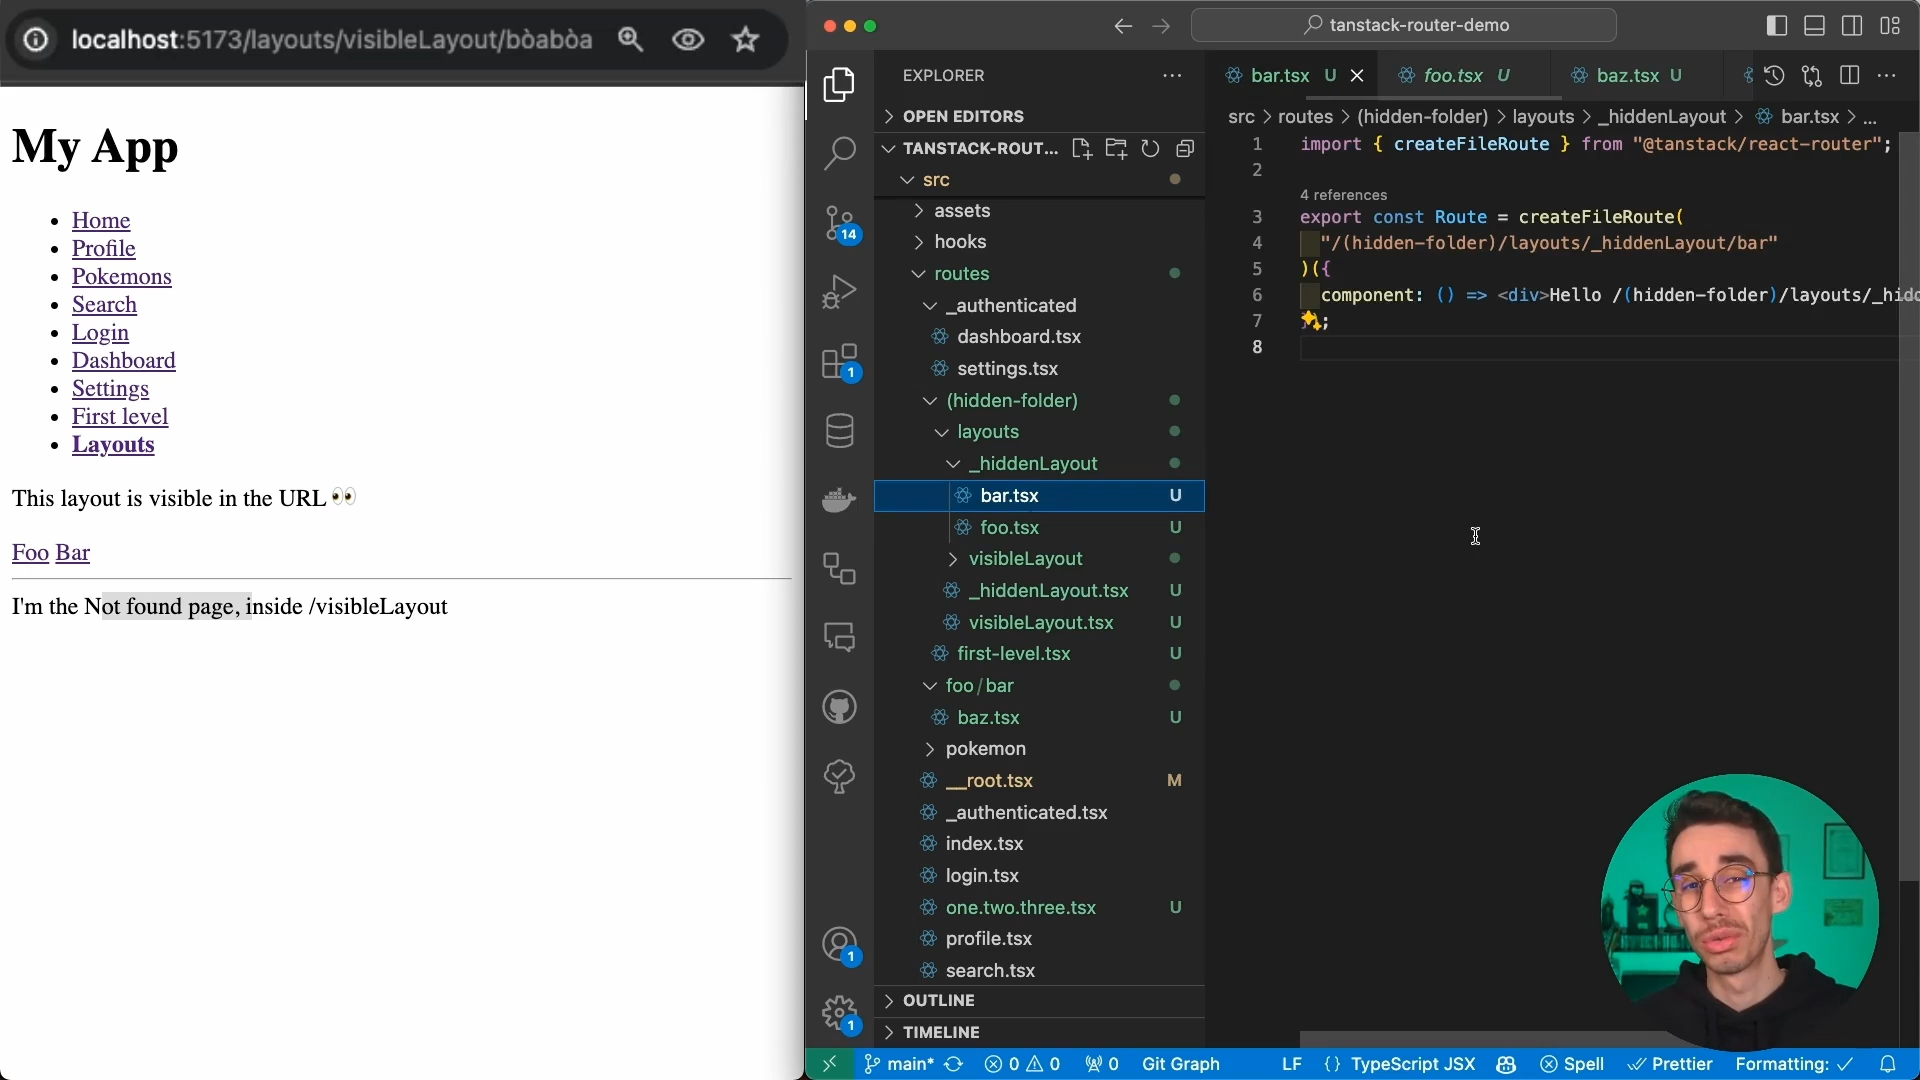 localhost:5173/layouts/visibleLayout/bòabòa
My App
Home
Profile
Pokemons
Search
Login
Dashboard
Settings
First level
Layouts
This layout is visible in the URL 👀
Foo Bar
I'm the Not found page, inside /visibleLayout
tanstack-router-demo
EXPLORER
OPEN EDITORS
TANSTACK-ROUT...
src
assets
hooks
routes
_authenticated
dashboard.tsx
settings.tsx
(hidden-folder)
layouts
_hiddenLayout
bar.tsx U
foo.tsx U
visibleLayout
_hiddenLayout.tsx U
visibleLayout.tsx U
first-level.tsx U
foo/bar
baz.tsx U
pokemon
__root.tsx M
_authenticated.tsx
index.tsx
login.tsx
one.two.three.tsx U
profile.tsx
search.tsx
OUTLINE
TIMELINE
14
1
1
1
bar.tsx U
foo.tsx U
baz.tsx U
src > routes > (hidden-folder) > layouts > _hiddenLayout > bar.tsx > ...
1 import { createFileRoute } from "@tanstack/react-router";
2
4 references
3 export const Route = createFileRoute(
4 "/(hidden-folder)/layouts/_hiddenLayout/bar"
5 )({
6 component: () => <div>Hello /(hidden-folder)/layouts/_hidd
7 });
8
main* 0 0 0 Git Graph LF {} TypeScript JSX Spell Prettier Formatting: ✓